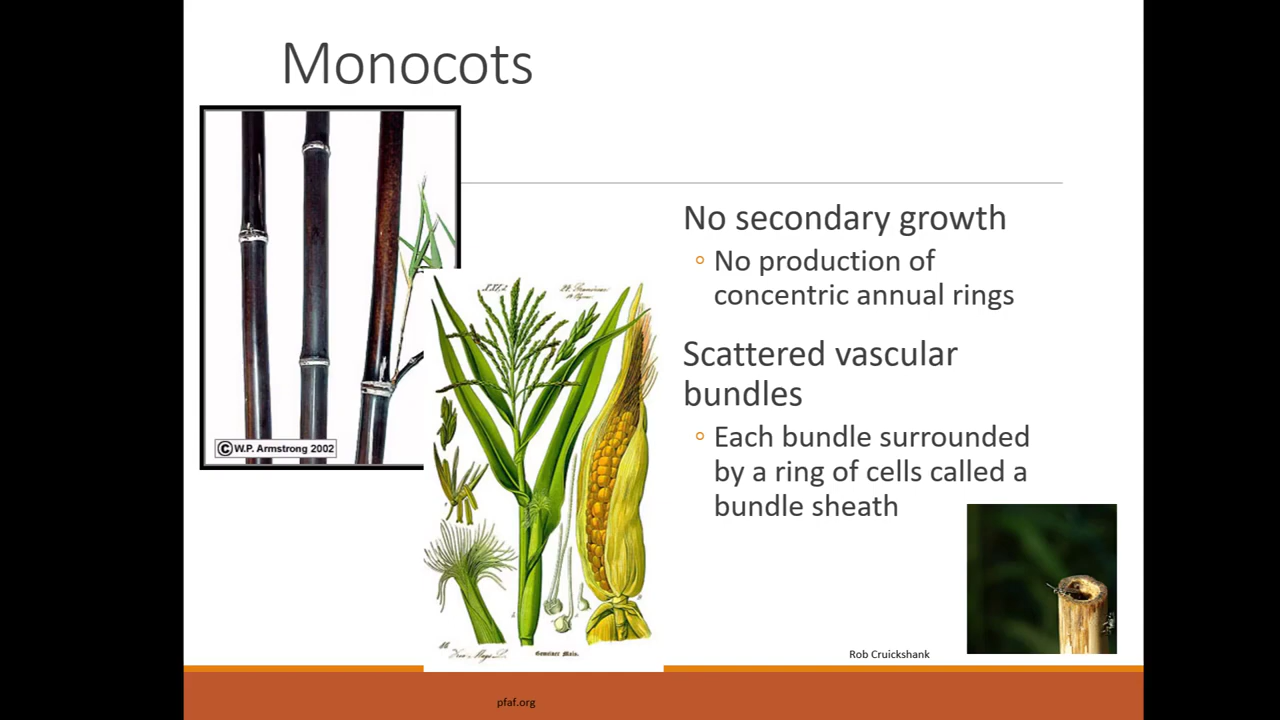 Monocots
No secondary growth
No production of
concentric annual rings
Scattered vascular
bundles
Each bundle surrounded
by a ring of cells called a
bundle sheath
©W.P. Armstrong 2002
Rob Cruickshank
pfaf.org